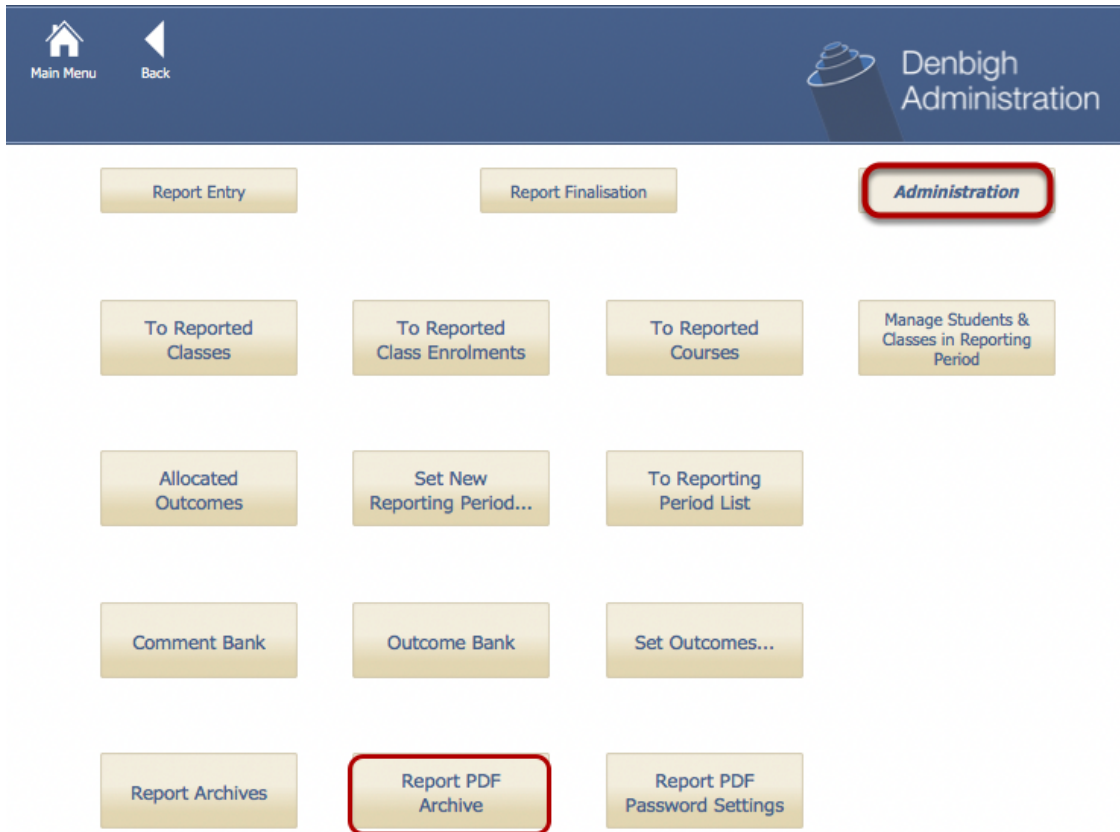 Main Menu
Back
Denbigh
Administration
Report Entry
Report Finalisation
Administration
To Reported
Classes
To Reported
Class Enrolments
To Reported
Courses
Manage Students &
Classes in Reporting
Period
Allocated
Outcomes
Set New
Reporting Period...
To Reporting
Period List
Comment Bank
Outcome Bank
Set Outcomes...
Report Archives
Report PDF
Archive
Report PDF
Password Settings